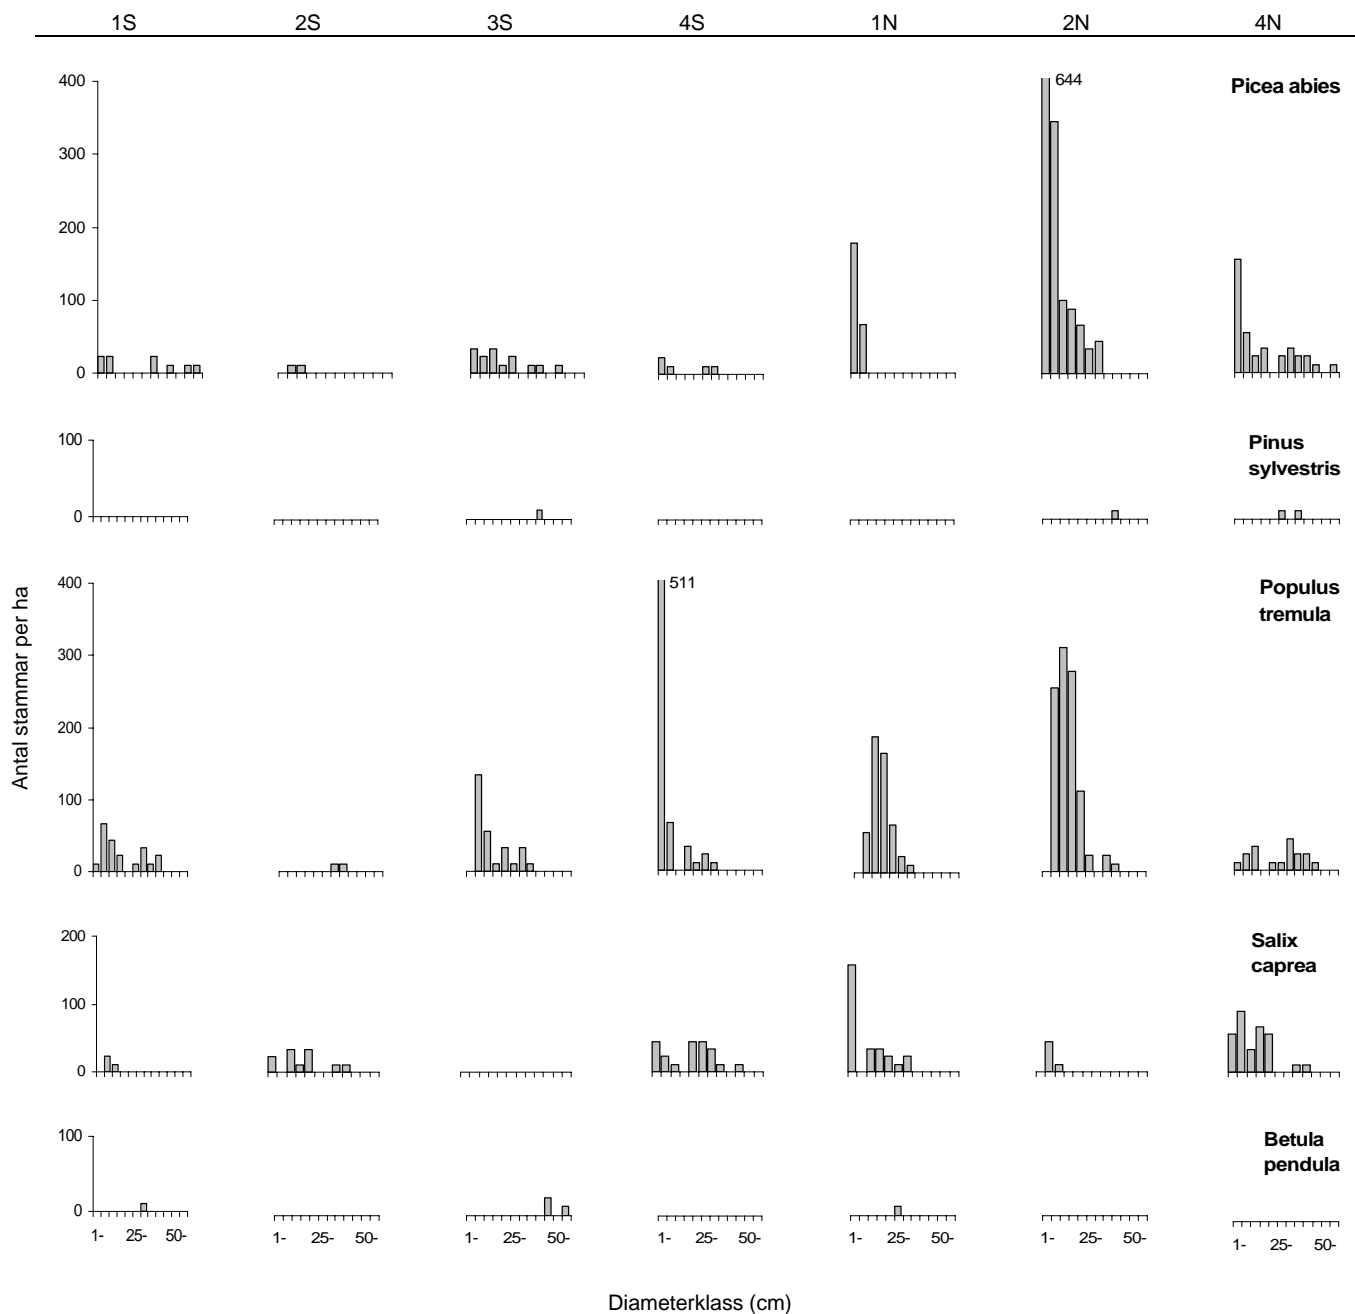 1S 2S 3S 4S 1N 2N 4N
400 644 Picea abies
300
200
100
0
100 Pinus
sylvestris
0
400 511 Populus
tremula
300
200
100
0
Antal stammar per ha
200 Salix
caprea
100
0
100 Betula
pendula
0
1- 25- 50- 1- 25- 50- 1- 25- 50- 1- 25- 50- 1- 25- 50- 1- 25- 50- 1- 25- 50-
Diameterklass (cm)